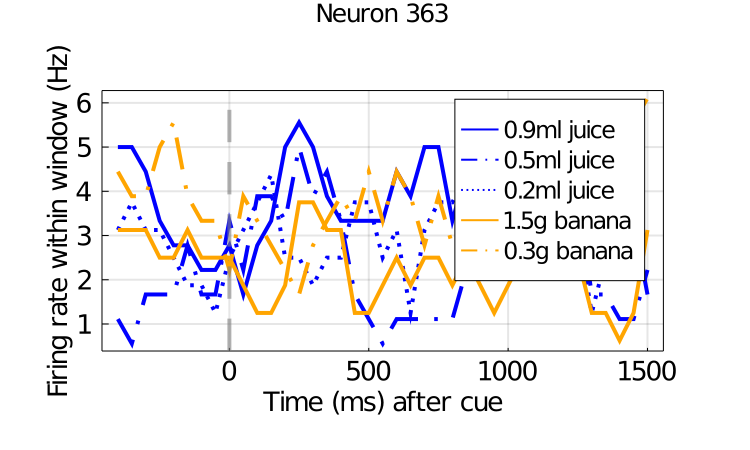 Neuron 363
Firing rate within window (Hz)
6
5
4
3
2
1
0.9ml juice
0.5ml juice
0.2ml juice
1.5g banana
0.3g banana
0 500 1000 1500
Time (ms) after cue